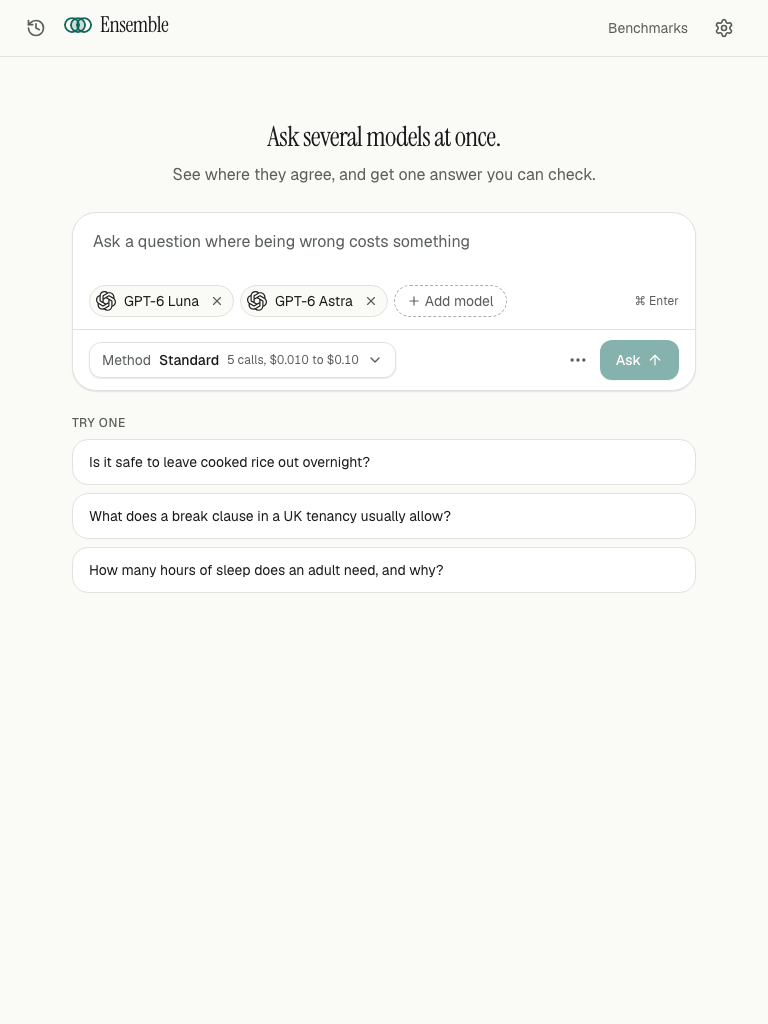 Ensemble
Benchmarks
Ask several models at once.
See where they agree, and get one answer you can check.
Ask a question where being wrong costs something
GPT-6 Luna
GPT-6 Astra
+ Add model
⌘ Enter
Method Standard 5 calls, $0.010 to $0.10
Ask
TRY ONE
Is it safe to leave cooked rice out overnight?
What does a break clause in a UK tenancy usually allow?
How many hours of sleep does an adult need, and why?